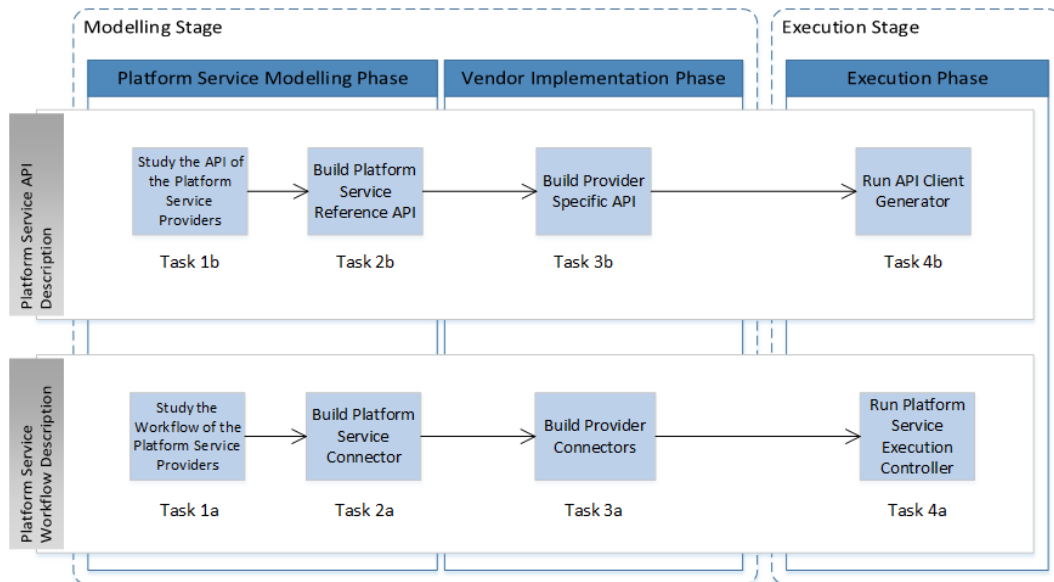 Modelling Stage
Execution Stage
Platform Service Modelling Phase
Vendor Implementation Phase
Execution Phase
Platform Service API
Description
Study the API of
the Platform
Service
Providers
Build Platform
Service
Reference API
Build Provider
Specific API
Run API Client
Generator
Task 1b
Task 2b
Task 3b
Task 4b
Platform Service
Workflow Description
Study the
Workflow of the
Platform Service
Providers
Build Platform
Service
Connector
Build Provider
Connectors
Run Platform
Service
Execution
Controller
Task 1a
Task 2a
Task 3a
Task 4a